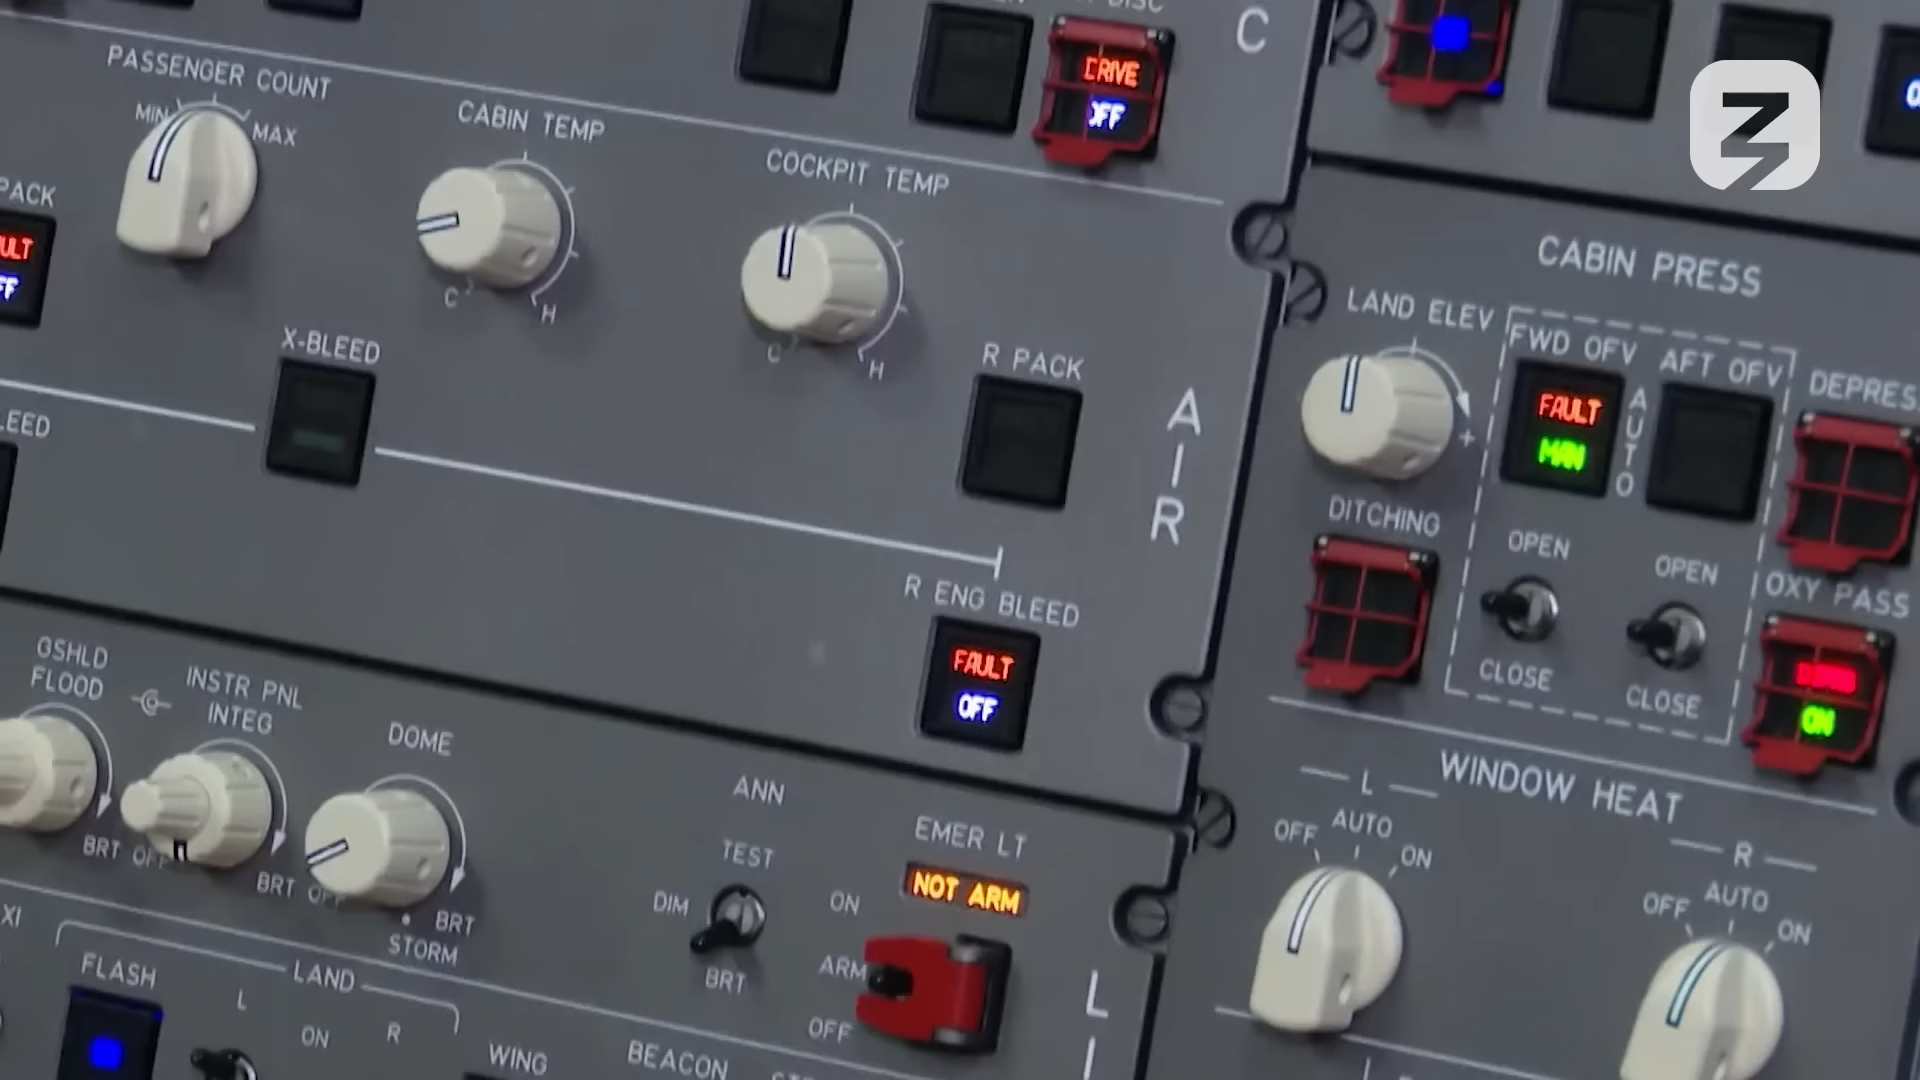 DISC
C
DRIVE
OFF
PASSENGER COUNT
MIN
MAX
CABIN TEMP
C
H
COCKPIT TEMP
C
H
PACK
X-BLEED
R PACK
AIR
R ENG BLEED
FAULT
OFF
CABIN PRESS
LAND ELEV
+
FWD OFV
AFT OFV
FAULT
MAN
AUTO
DITCHING
OPEN
CLOSE
OPEN
CLOSE
OXY PASS
ON
WINDOW HEAT
L
OFF
AUTO
ON
R
OFF
AUTO
ON
GSHLD
FLOOD
BRT
INSTR PNL
INTEG
OFF
BRT
DOME
OFF
BRT
STORM
ANN
TEST
DIM
BRT
EMER LT
NOT ARM
ON
ARM
OFF
FLASH
LAND
L
ON
R
WING
BEACON
L